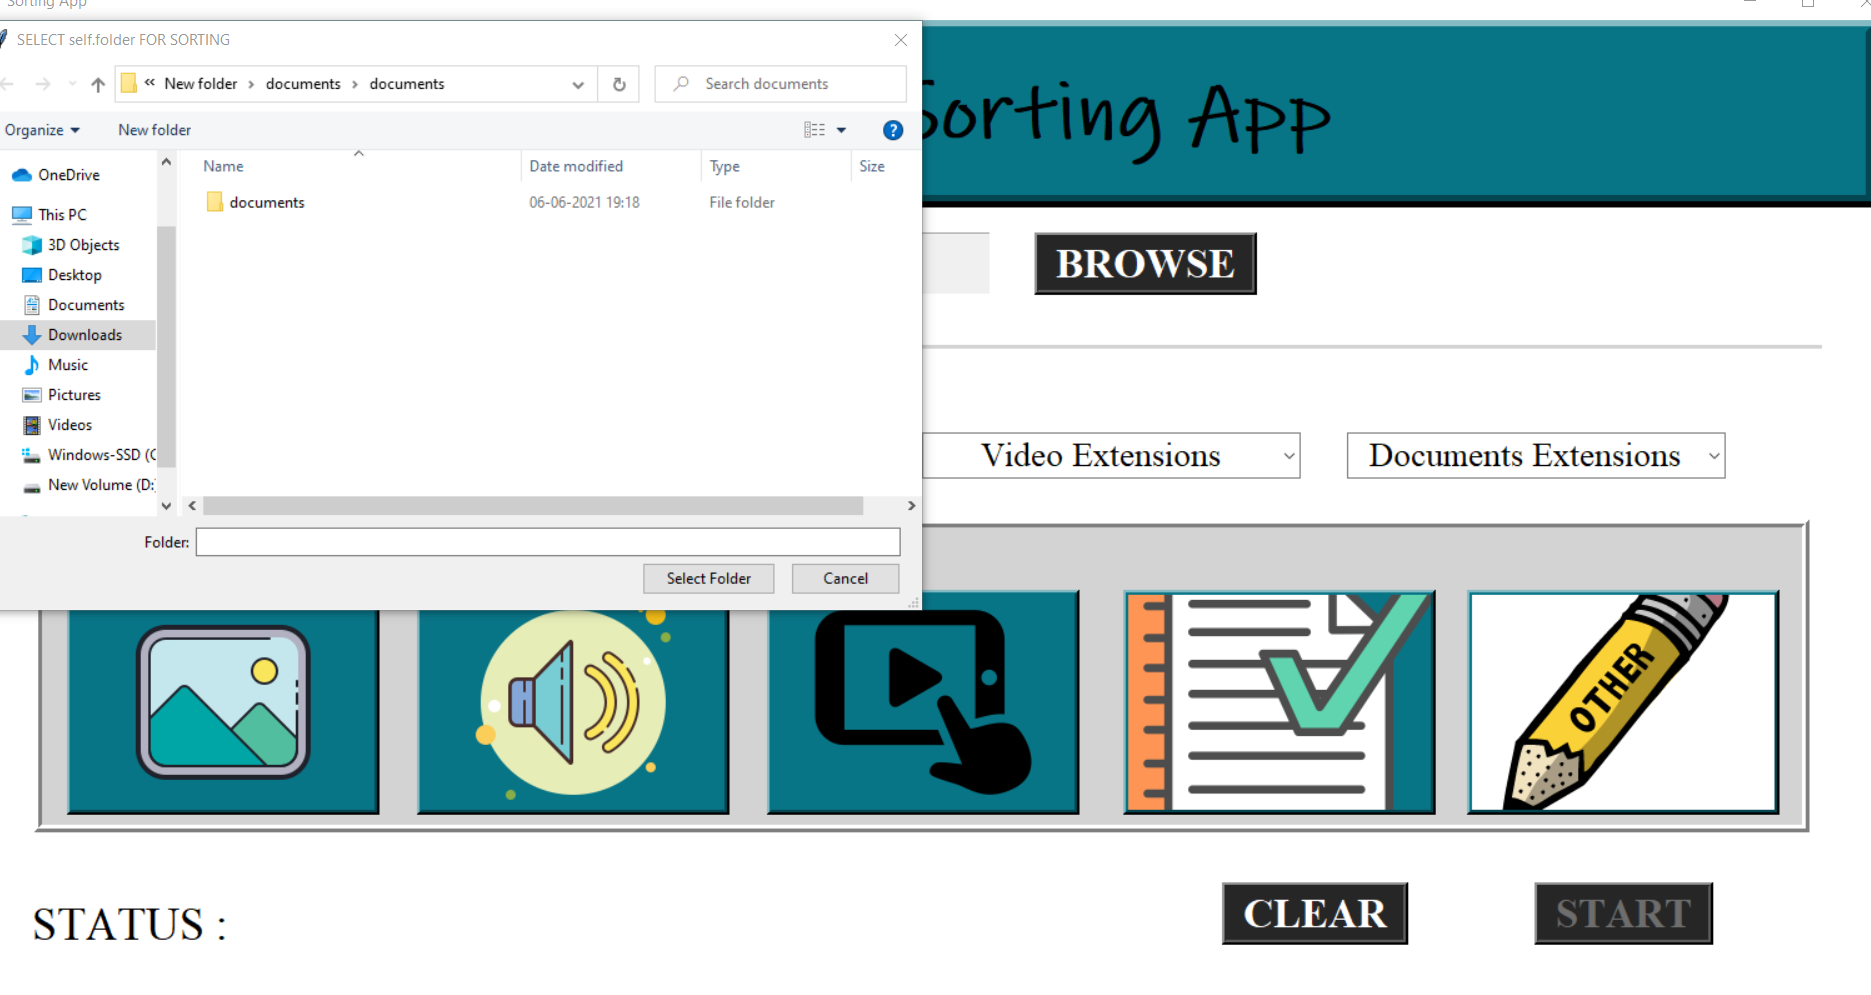 Sorting App
SELECT self.folder FOR SORTING
« New folder › documents › documents
Search documents
Organize
New folder
?
Name
Date modified
Type
Size
OneDrive
documents
06-06-2021 19:18
File folder
This PC
3D Objects
Desktop
Documents
Downloads
Music
Pictures
Videos
Windows-SSD (C
New Volume (D:
Folder:
Select Folder
Cancel
Sorting App
BROWSE
Video Extensions
Documents Extensions
OTHER
STATUS :
CLEAR
START